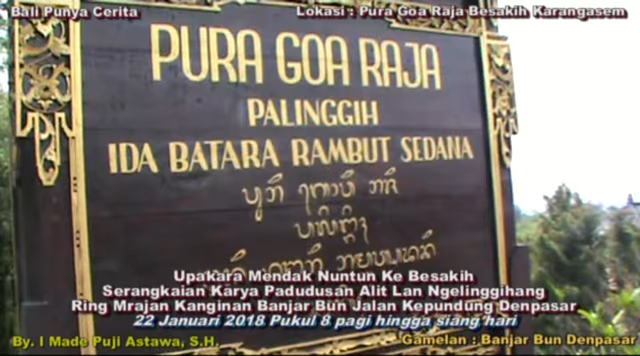 Bali Punya Cerita
Lokasi : Pura Goa Raja Besakih Karangasem
PURA GOA RAJA
PALINGGIH
IDA BATARA RAMBUT SEDANA
Upakara Mendak Nuntun Ke Besakih
Serangkaian Karya Padudusan Alit Lan Ngelinggihang
Ring Mrajan Kanginan Banjar Bun Jalan Kepundung Denpasar
22 Januari 2018 Pukul 8 pagi hingga siang hari
By. I Made Puji Astawa, S.H.
Gamelan : Banjar Bun Denpasar